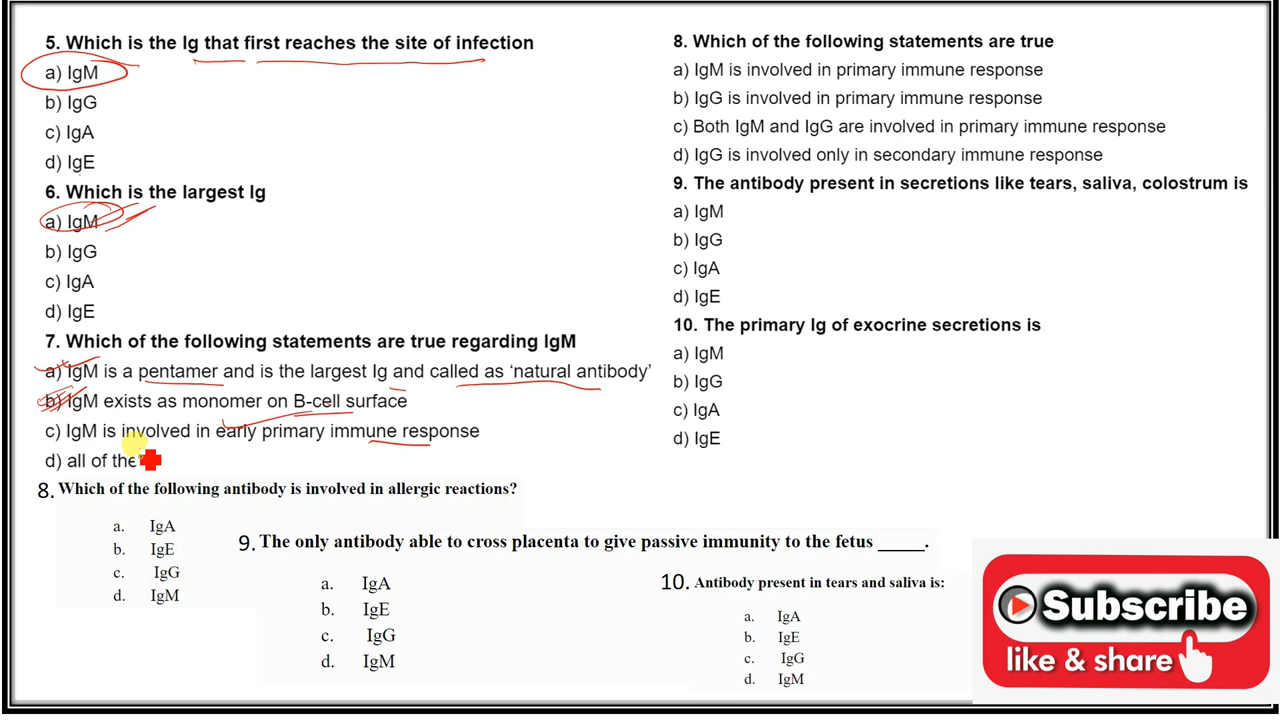 5. Which is the Ig that first reaches the site of infection
a) IgM
b) IgG
c) IgA
d) IgE
6. Which is the largest Ig
a) IgM
b) IgG
c) IgA
d) IgE
7. Which of the following statements are true regarding IgM
a) IgM is a pentamer and is the largest Ig and called as ‘natural antibody’
b) IgM exists as monomer on B-cell surface
c) IgM is involved in early primary immune response
d) all of the
8. Which of the following antibody is involved in allergic reactions?
a. IgA
b. IgE
c. IgG
d. IgM
9. The only antibody able to cross placenta to give passive immunity to the fetus _____.
a. IgA
b. IgE
c. IgG
d. IgM
8. Which of the following statements are true
a) IgM is involved in primary immune response
b) IgG is involved in primary immune response
c) Both IgM and IgG are involved in primary immune response
d) IgG is involved only in secondary immune response
9. The antibody present in secretions like tears, saliva, colostrum is
a) IgM
b) IgG
c) IgA
d) IgE
10. The primary Ig of exocrine secretions is
a) IgM
b) IgG
c) IgA
d) IgE
10. Antibody present in tears and saliva is:
a. IgA
b. IgE
c. IgG
d. IgM
Subscribe
like & share